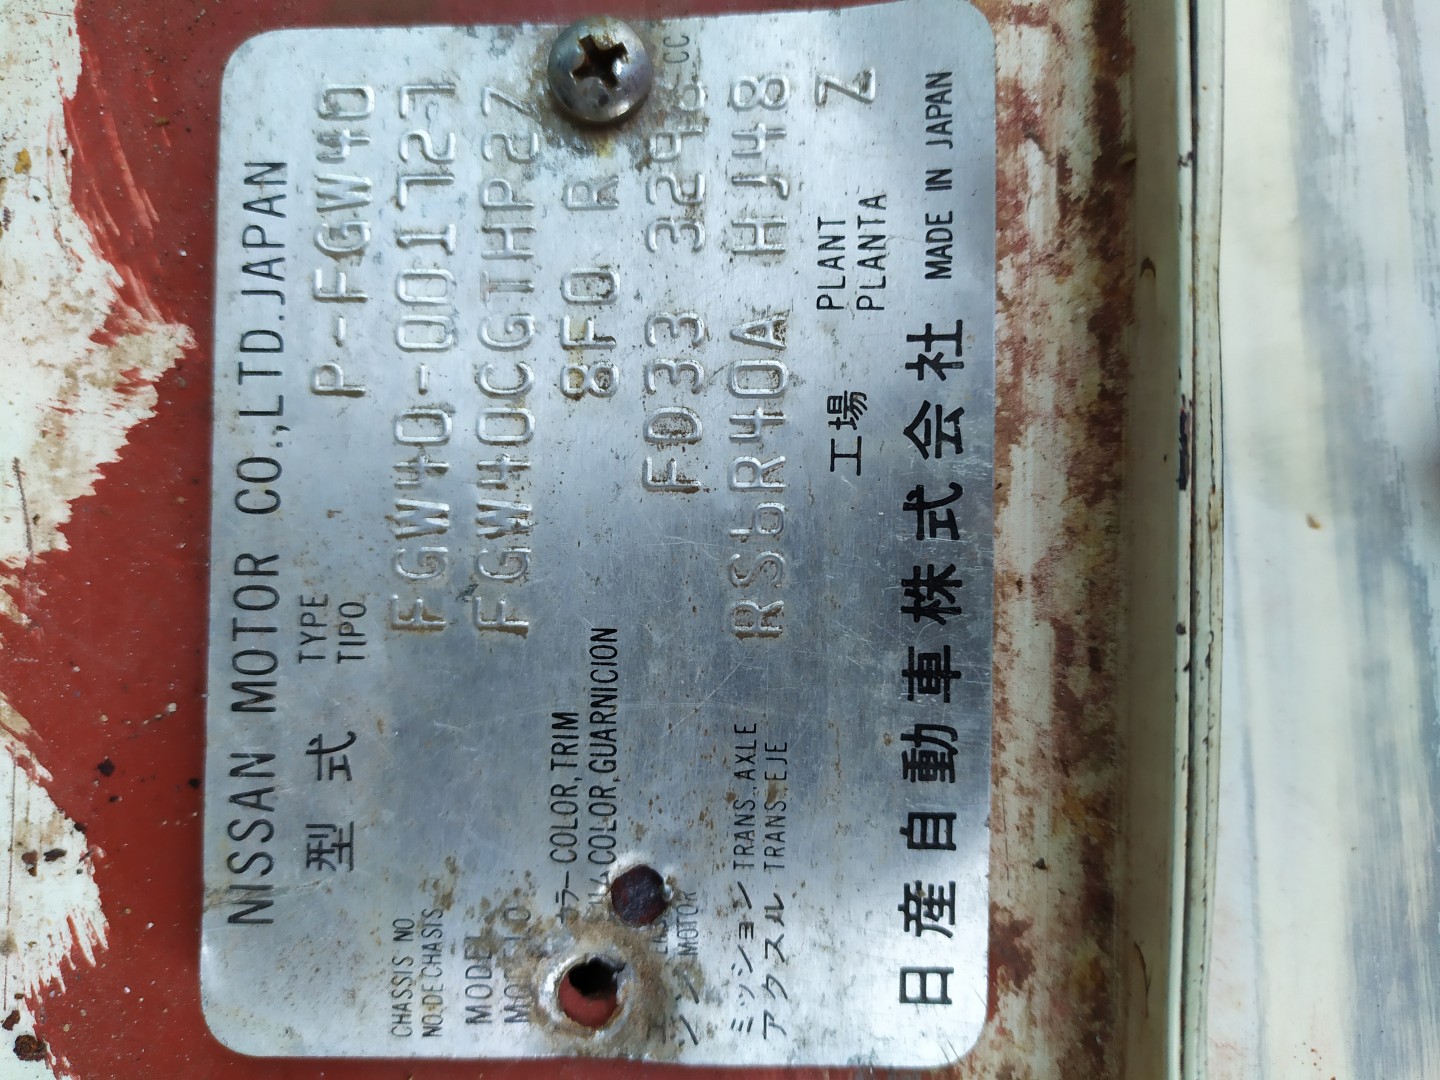 NISSAN MOTOR CO.,LTD.JAPAN
型式 TYPE TIPO P-FGW40
CHASSIS NO. NO.DE CHASIS FGW40-001727
MODEL FGW40CGTHP27
カラー COLOR,TRIM 8F0 R
COLOR,GUARNICION
MOTOR FD33 3246 CC
ミッション TRANS.,AXLE RS6R40A HJ48
アクスル TRANS.,EJE
工場 PLANT PLANTA Z
日産自動車株式会社 MADE IN JAPAN